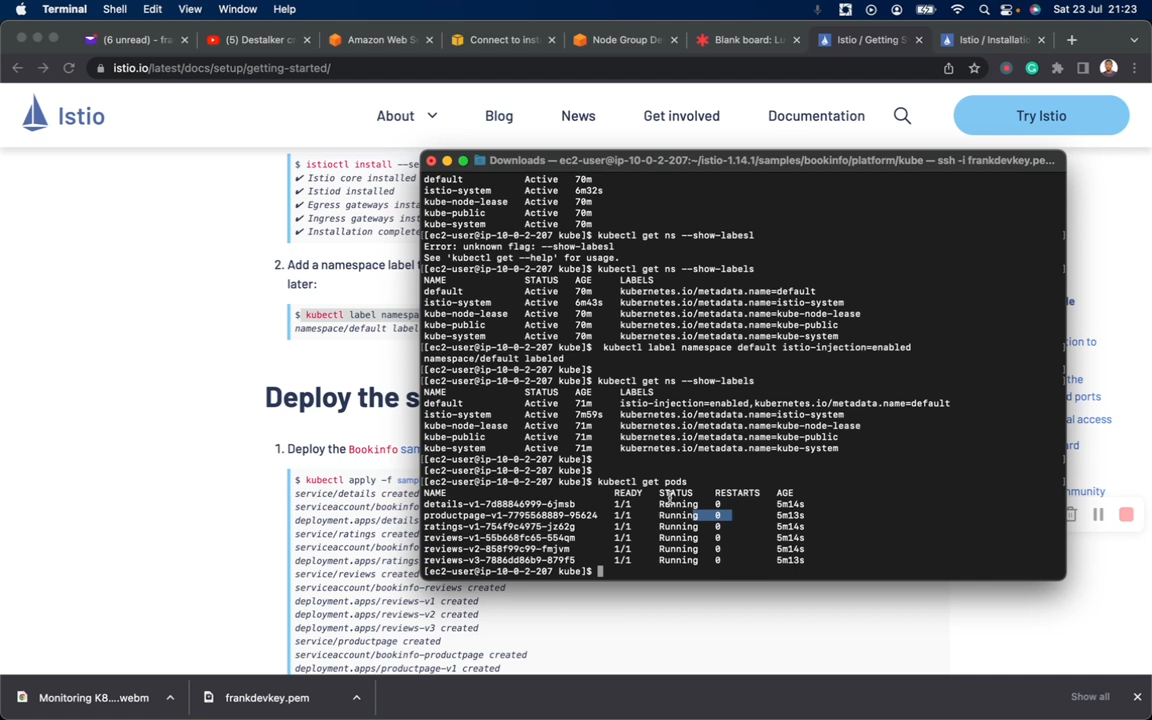 Terminal Shell Edit View Window Help Sat 23 Jul 21:23
(6 unread) - fra (5) Destalker cr Amazon Web S Connect to inst Node Group De Blank board: Lu Istio / Getting S Istio / Installatio
istio.io/latest/docs/setup/getting-started/
Istio About Blog News Get involved Documentation Try Istio
$ istioctl install --se
✔ Istio core installed
✔ Istiod installed
✔ Egress gateways insta
✔ Ingress gateways inst
✔ Installation complete
2. Add a namespace label t
later:
$ kubectl label namespa
namespace/default label
Deploy the s
1. Deploy the Bookinfo sam
$ kubectl apply -f samp
service/details created
serviceaccount/bookinfo
deployment.apps/details
service/ratings created
serviceaccount/bookinfo
deployment.apps/ratings
service/reviews created
serviceaccount/bookinfo-reviews created
deployment.apps/reviews-v1 created
deployment.apps/reviews-v2 created
deployment.apps/reviews-v3 created
service/productpage created
serviceaccount/bookinfo-productpage created
deployment.apps/productpage-v1 created
Downloads — ec2-user@ip-10-0-2-207:~/istio-1.14.1/samples/bookinfo/platform/kube — ssh -i frankdevkey.pe...
default Active 70m
istio-system Active 6m32s
kube-node-lease Active 70m
kube-public Active 70m
kube-system Active 70m
[ec2-user@ip-10-0-2-207 kube]$ kubectl get ns --show-labesl
Error: unknown flag: --show-labesl
See 'kubectl get --help' for usage.
[ec2-user@ip-10-0-2-207 kube]$ kubectl get ns --show-labels
NAME STATUS AGE LABELS
default Active 70m kubernetes.io/metadata.name=default
istio-system Active 6m43s kubernetes.io/metadata.name=istio-system
kube-node-lease Active 70m kubernetes.io/metadata.name=kube-node-lease
kube-public Active 70m kubernetes.io/metadata.name=kube-public
kube-system Active 70m kubernetes.io/metadata.name=kube-system
[ec2-user@ip-10-0-2-207 kube]$ kubectl label namespace default istio-injection=enabled
namespace/default labeled
[ec2-user@ip-10-0-2-207 kube]$
[ec2-user@ip-10-0-2-207 kube]$ kubectl get ns --show-labels
NAME STATUS AGE LABELS
default Active 71m istio-injection=enabled,kubernetes.io/metadata.name=default
istio-system Active 7m59s kubernetes.io/metadata.name=istio-system
kube-node-lease Active 71m kubernetes.io/metadata.name=kube-node-lease
kube-public Active 71m kubernetes.io/metadata.name=kube-public
kube-system Active 71m kubernetes.io/metadata.name=kube-system
[ec2-user@ip-10-0-2-207 kube]$
[ec2-user@ip-10-0-2-207 kube]$
[ec2-user@ip-10-0-2-207 kube]$ kubectl get pods
NAME READY STATUS RESTARTS AGE
details-v1-7d88846999-6jmsb 1/1 Running 0 5m14s
productpage-v1-7795568889-95624 1/1 Running 0 5m13s
ratings-v1-754f9c4975-jz62g 1/1 Running 0 5m14s
reviews-v1-55b668fc65-554qm 1/1 Running 0 5m14s
reviews-v2-858f99c99-fmjvm 1/1 Running 0 5m14s
reviews-v3-7886dd86b9-879f5 1/1 Running 0 5m14s
[ec2-user@ip-10-0-2-207 kube]$
le
on to
the
d ports
al access
rd
quests
Monitoring K8....webm frankdevkey.pem Show all